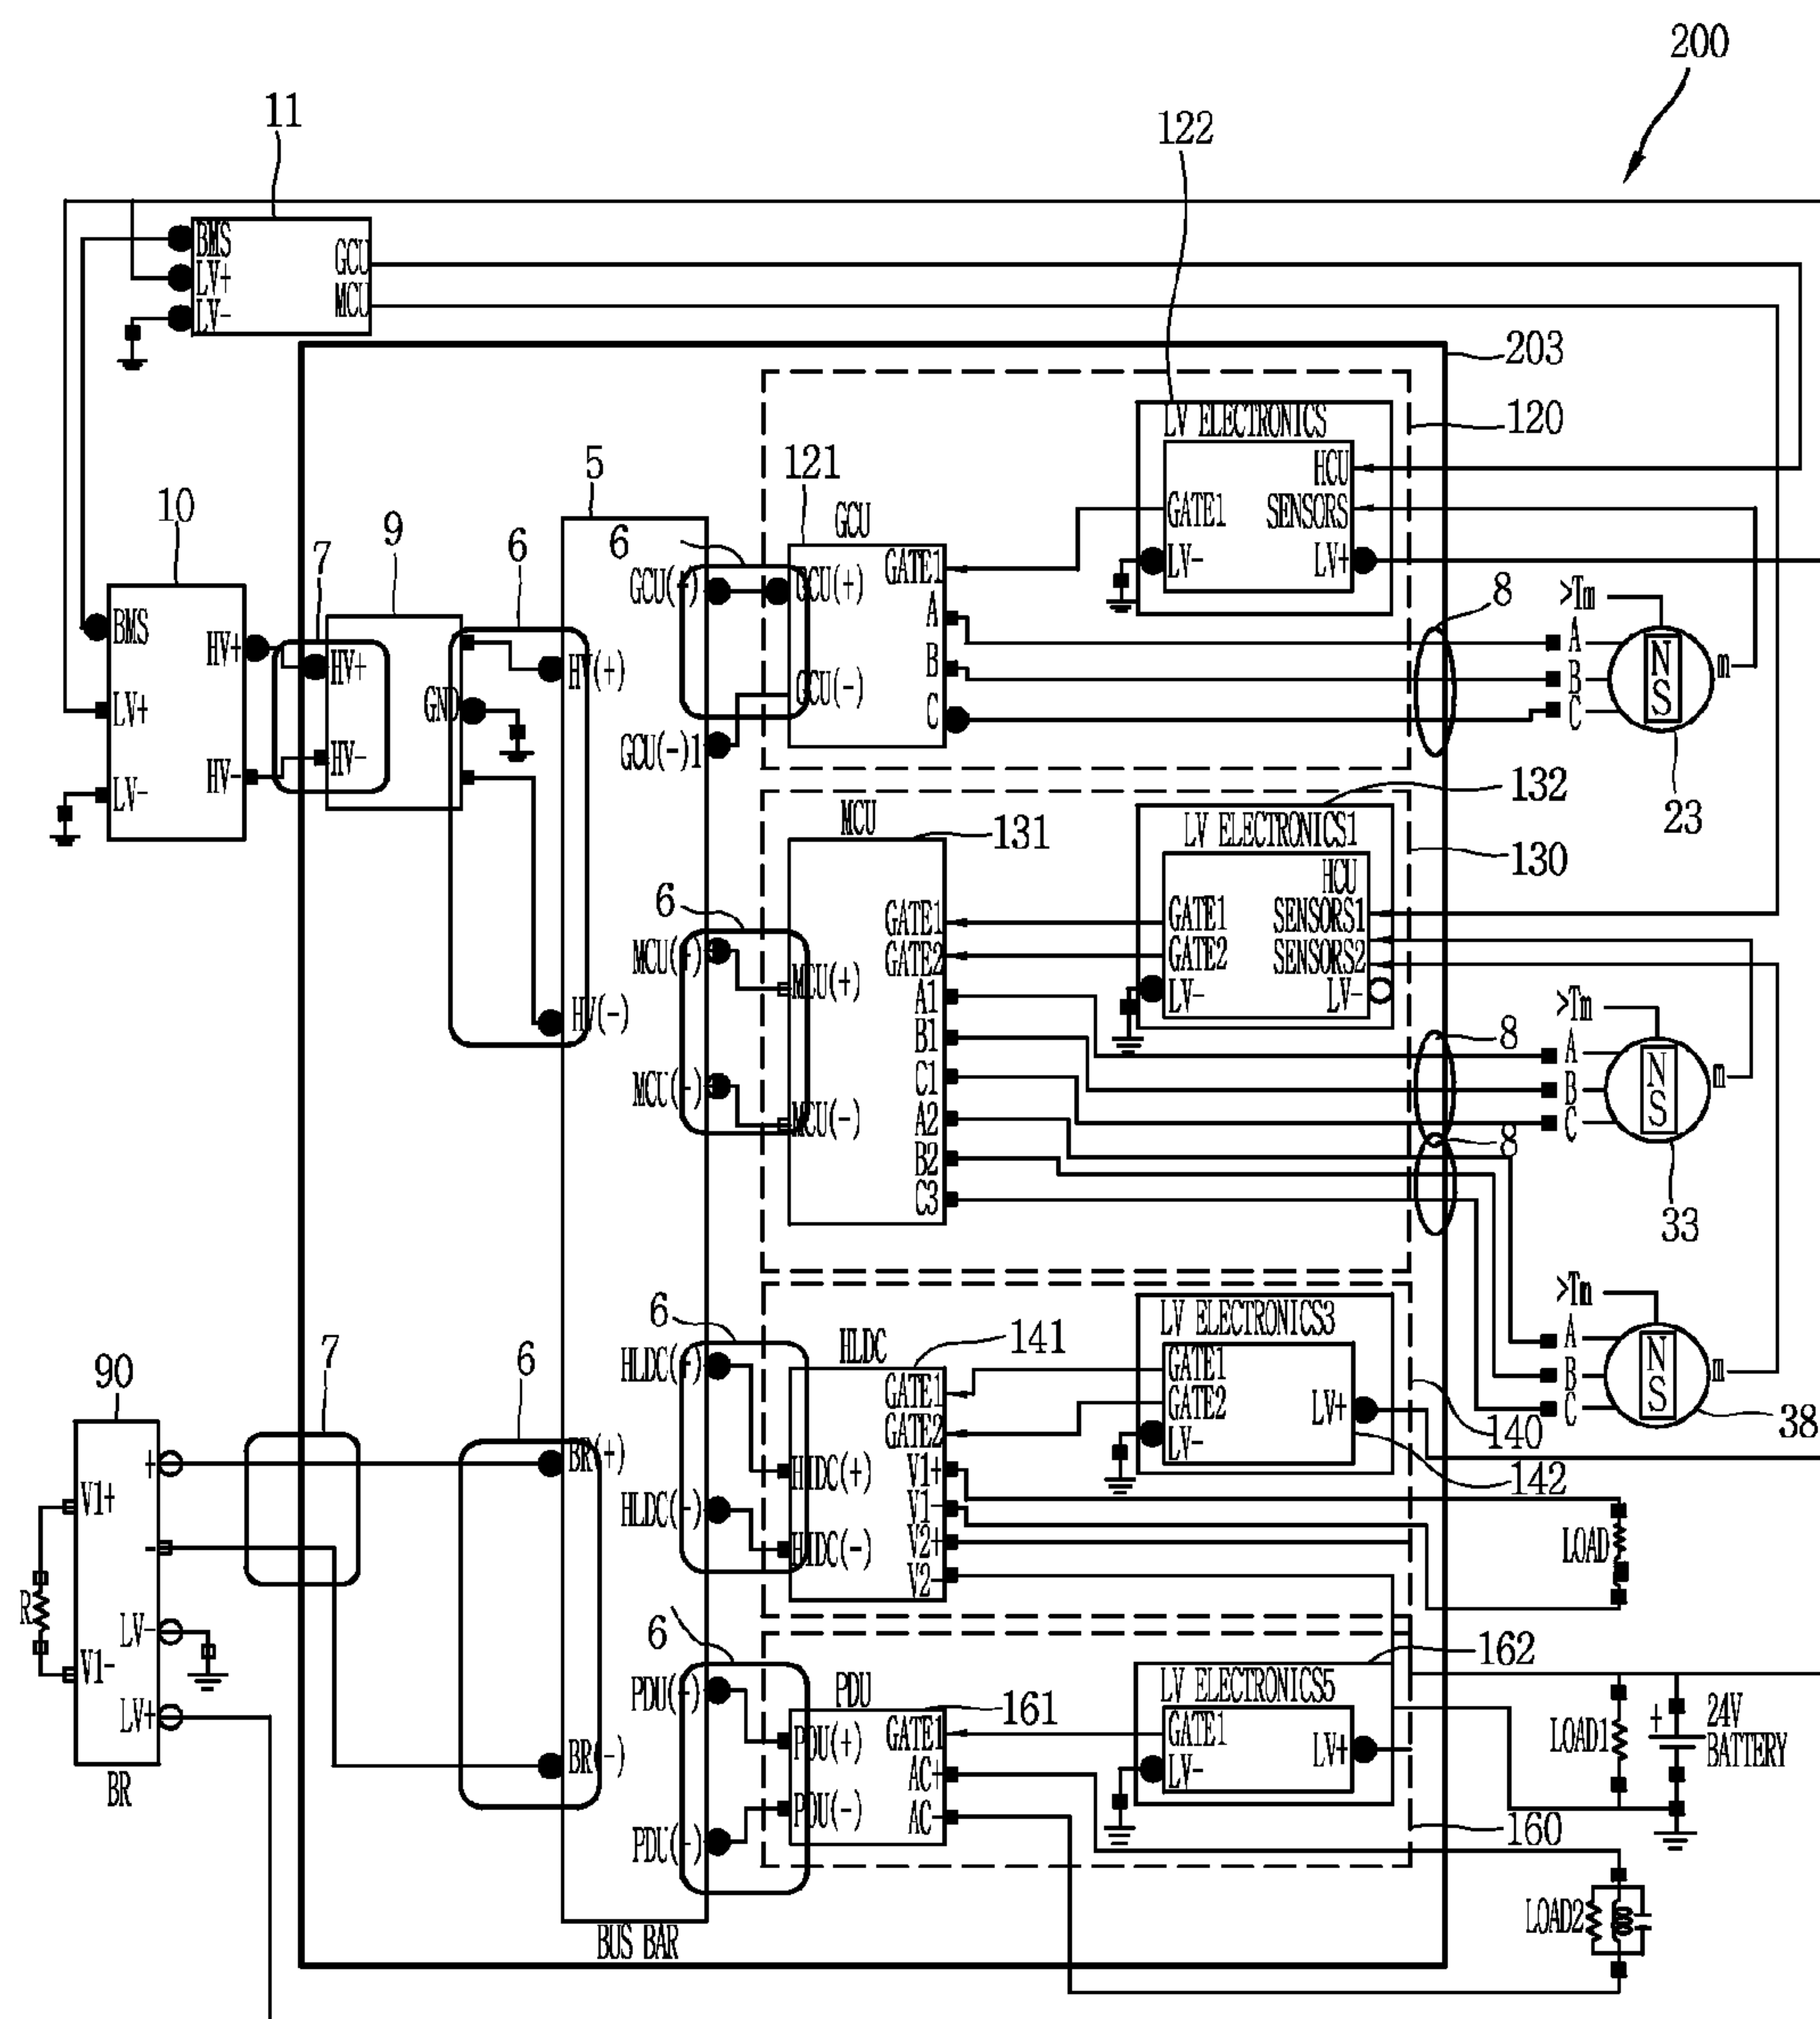 200
11
122
BMS
LV+
LV-
GCU
MCU
203
120
LV ELECTRONICS
HCU
SENSORS
LV+
GATE1
LV-
5
121
GCU
10
9
7
6
6
GCU(+)
GCU(+)
GATE1
A
B
C
GCU(-)
GCU(-)1
BMS
HV+
LV+
HV-
LV-
HV+
HV-
GND
HV(+)
HV(-)
8
>Tm
A
B
C
N
S
m
23
132
130
MCU
131
LV ELECTRONICS1
HCU
SENSORS1
SENSORS2
LV-
GATE1
GATE2
LV-
6
MCU(+)
MCU(+)
MCU(-)
MCU(-)
GATE1
GATE2
A1
B1
C1
A2
B2
C3
8
8
>Tm
A
B
C
N
S
m
33
6
HLDC
141
LV ELECTRONICS3
GATE1
GATE2
LV-
LV+
140
142
HLDC(+)
HLDC(-)
HIDC(+)
HIDC(-)
GATE1
GATE2
V1+
V1-
V2+
V2-
>Tm
A
B
C
N
S
m
38
90
7
6
+
V1+
-
R
LV-
V1-
LV+
BR
BR(+)
BR(-)
LOAD
6
PDU
161
162
LV ELECTRONICS5
GATE1
LV-
LV+
160
PDU(-)
PDU(-)
PDU(+)
PDU(-)
GATE1
AC+
AC-
LOAD1
+
24V
BATTERY
LOAD2
BUS BAR